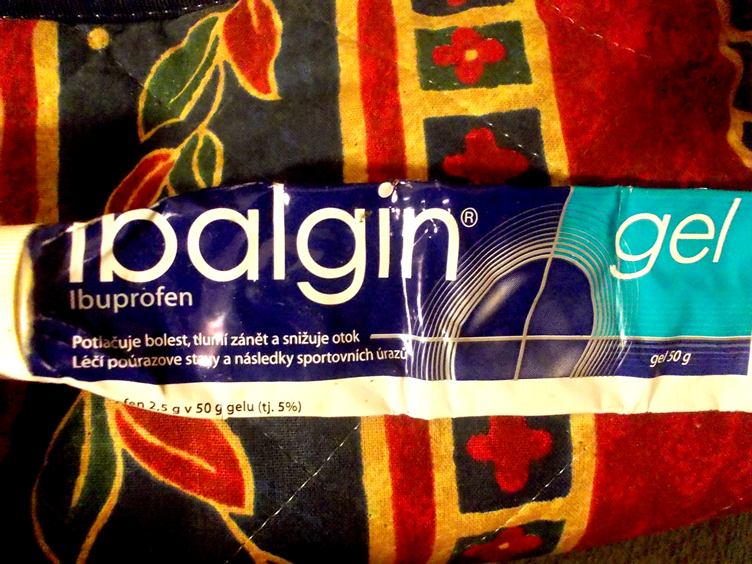 ibalgin® gel
Ibuprofen
Potlačuje bolest, tlumí zánět a snižuje otok
Léčí poúrazové stavy a následky sportovních úrazů
gel 50 g
2,5 g v 50 g gelu (tj. 5%)